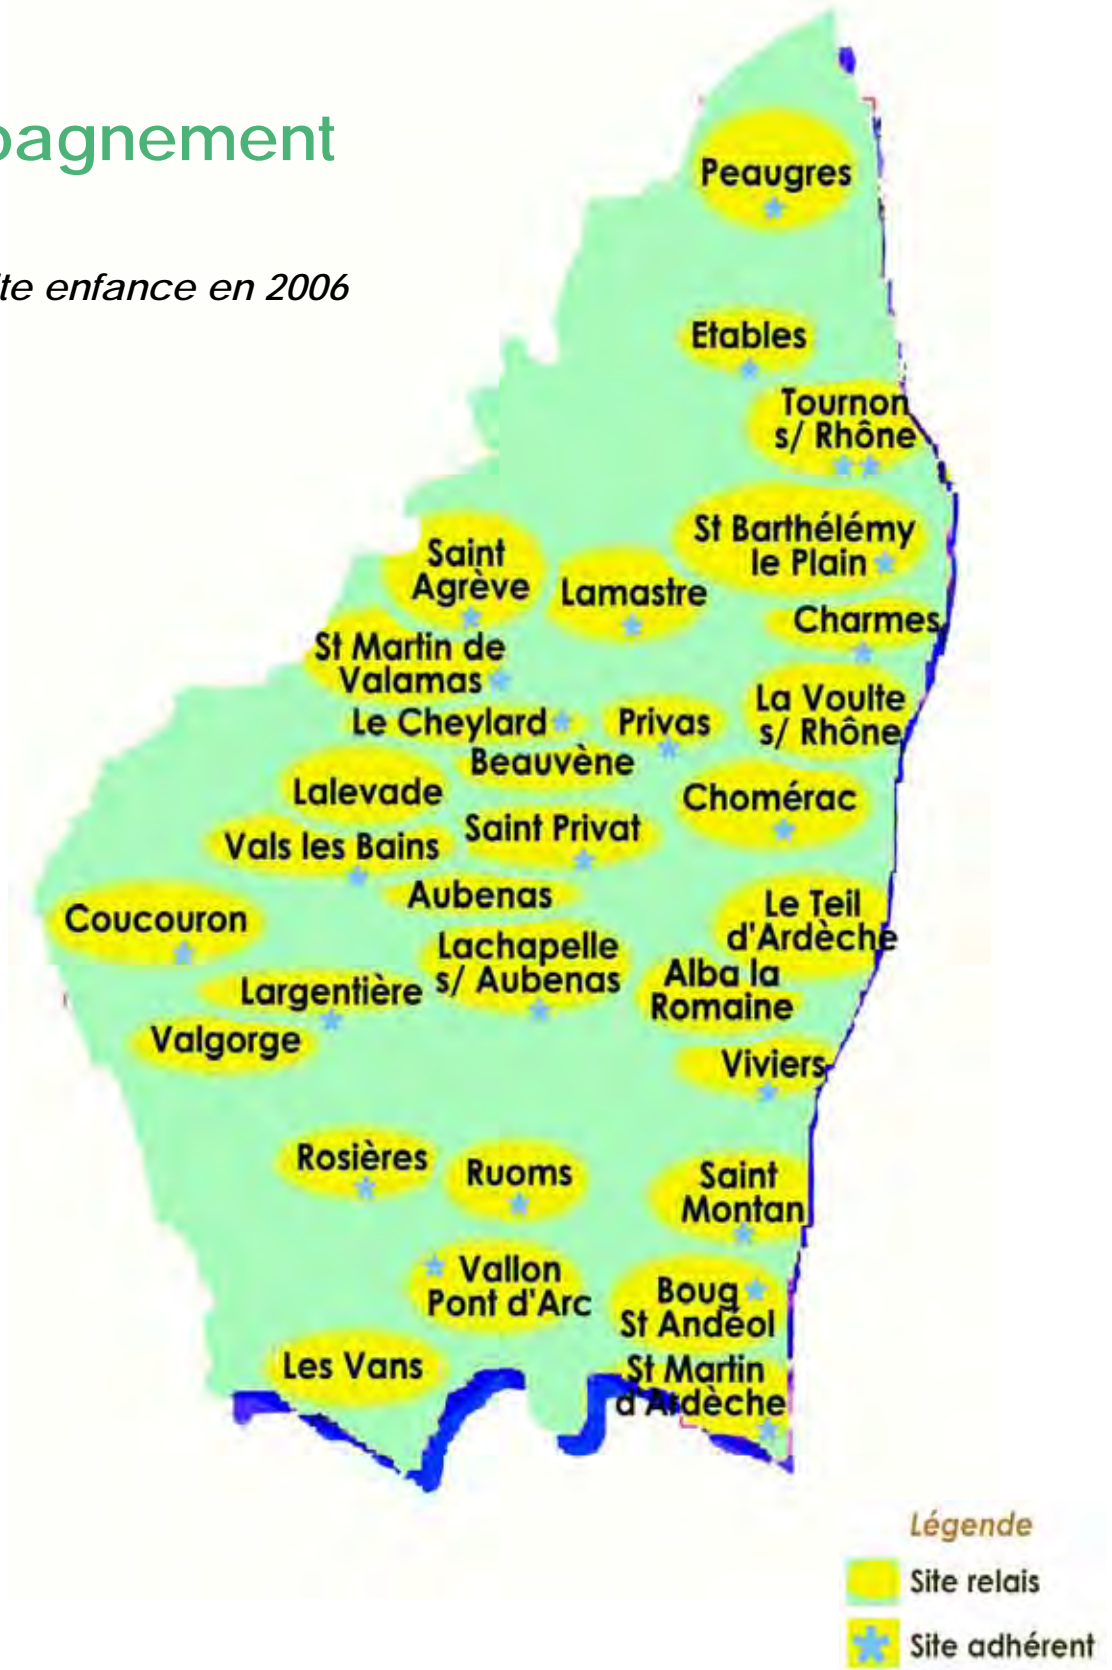 pagnement
te enfance en 2006
Peaugres
Etables
Tournon
s/ Rhône
St Barthélémy
le Plain
Saint
Agrève
Lamastre
Charmes
St Martin de
Valamas
La Voulte
s/ Rhône
Le Cheylard
Privas
Beauvène
Lalevade
Chomérac
Saint Privat
Vals les Bains
Aubenas
Coucouron
Le Teil
d'Ardèche
Lachapelle
s/ Aubenas
Alba la
Romaine
Largentière
Valgorge
Viviers
Rosières
Ruoms
Saint
Montan
Vallon
Pont d'Arc
Boug
St Andéol
Les Vans
St Martin
d'Ardèche
Légende
Site relais
Site adhérent